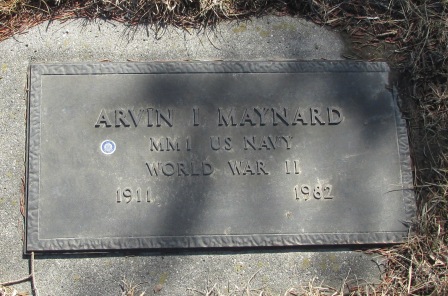 ARVIN I MAYNARD
MM1 US NAVY
WORLD WAR II
1911 1982